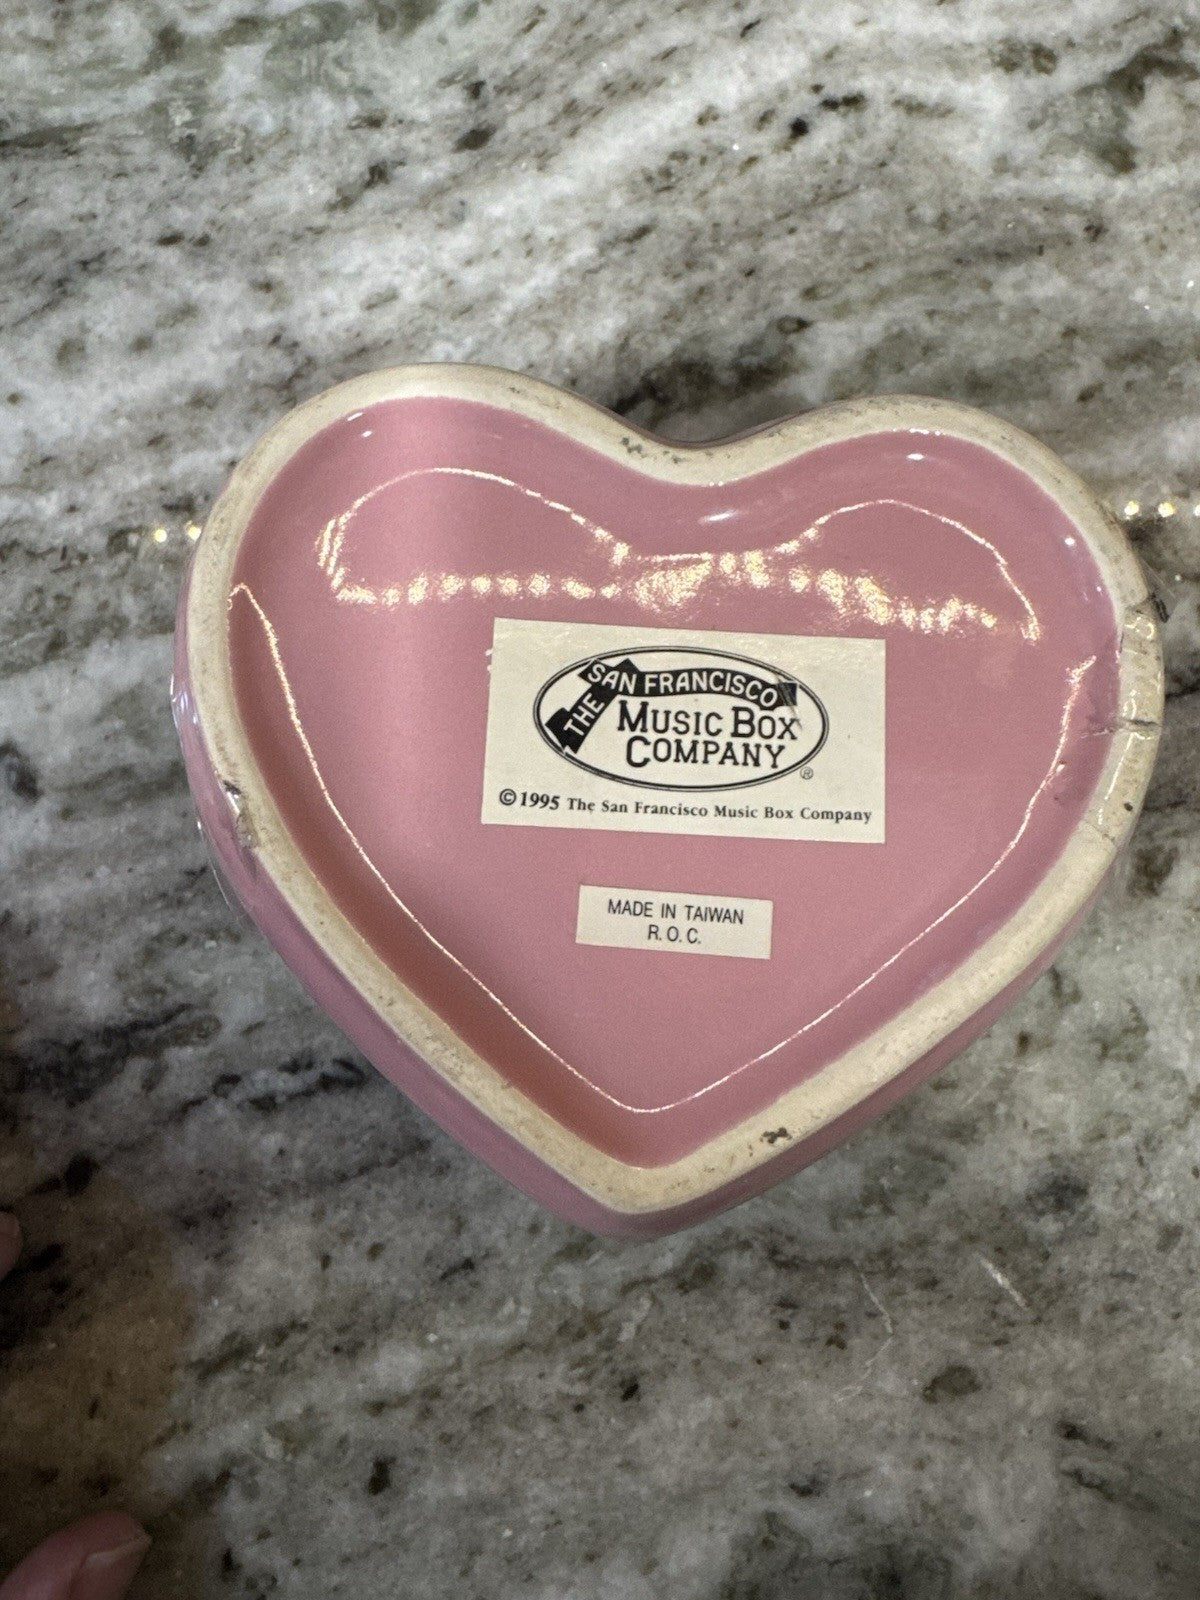 THE SAN FRANCISCO
MUSIC BOX
COMPANY
®
©1995 The San Francisco Music Box Company
MADE IN TAIWAN
R.O.C.